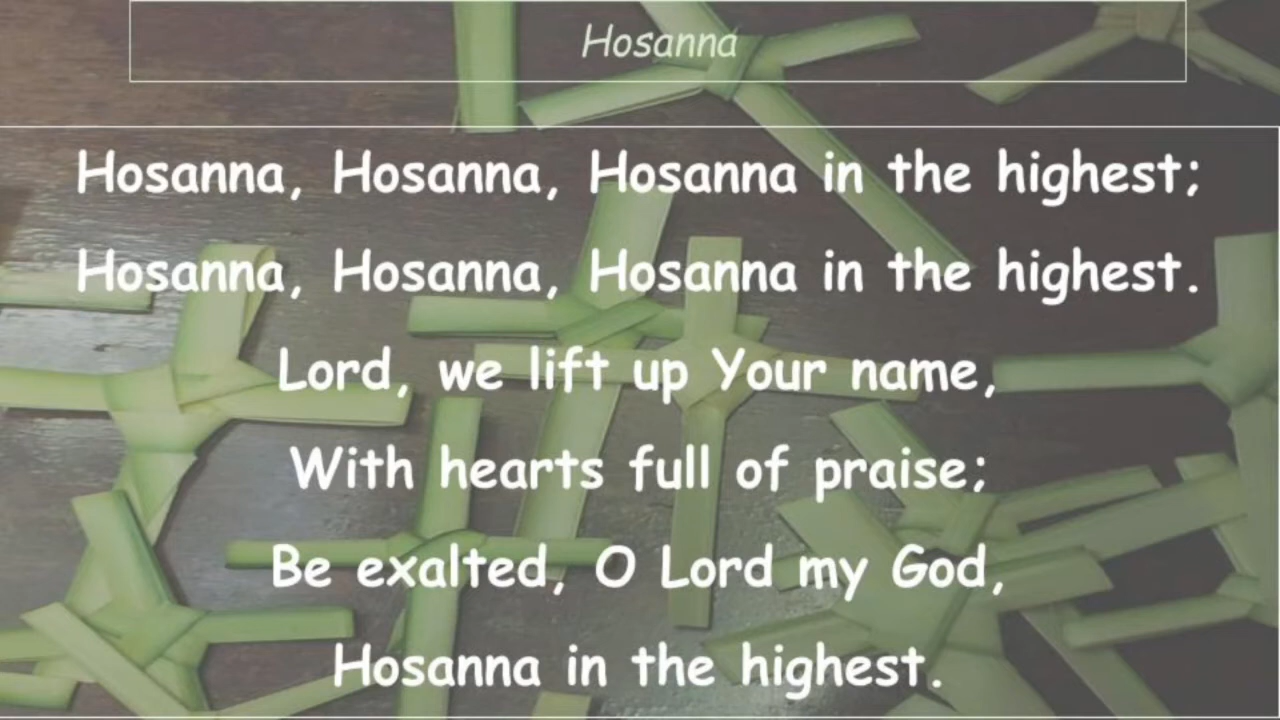 Hosanna
Hosanna, Hosanna, Hosanna in the highest;
Hosanna, Hosanna, Hosanna in the highest.
Lord, we lift up Your name,
With hearts full of praise;
Be exalted, O Lord my God,
Hosanna in the highest.